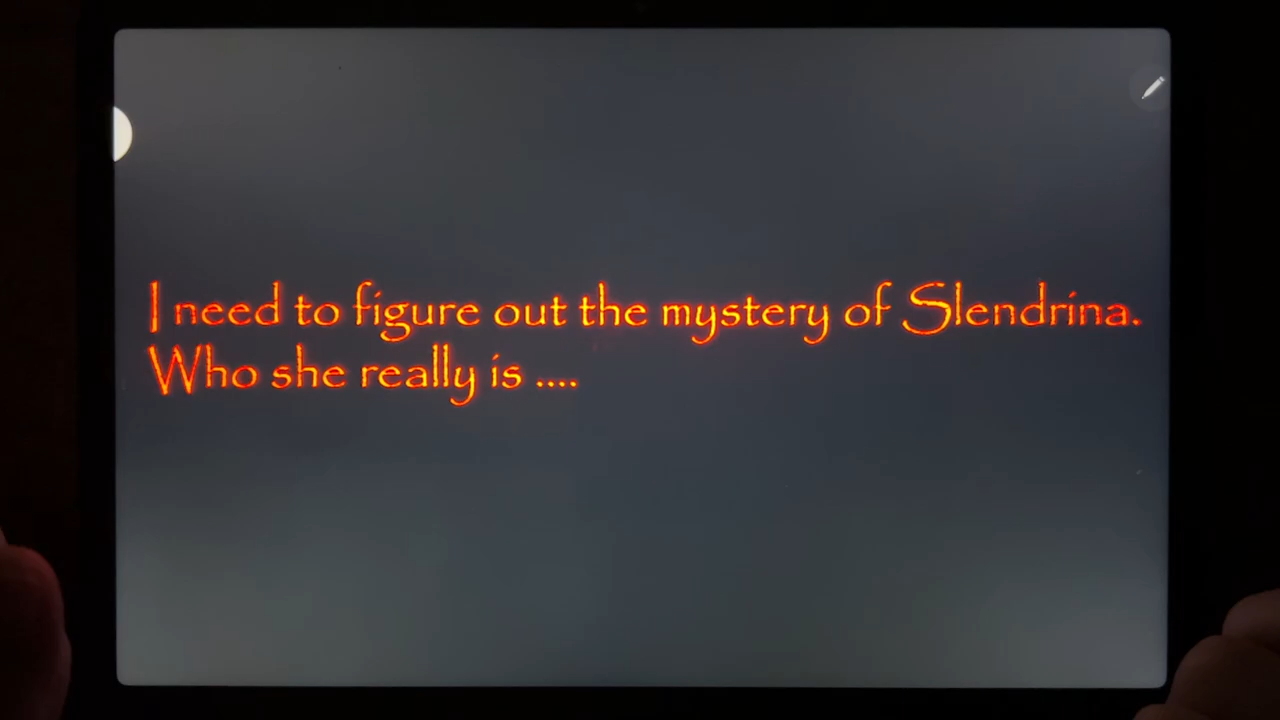 I need to figure out the mystery of Slendrina.
Who she really is ....